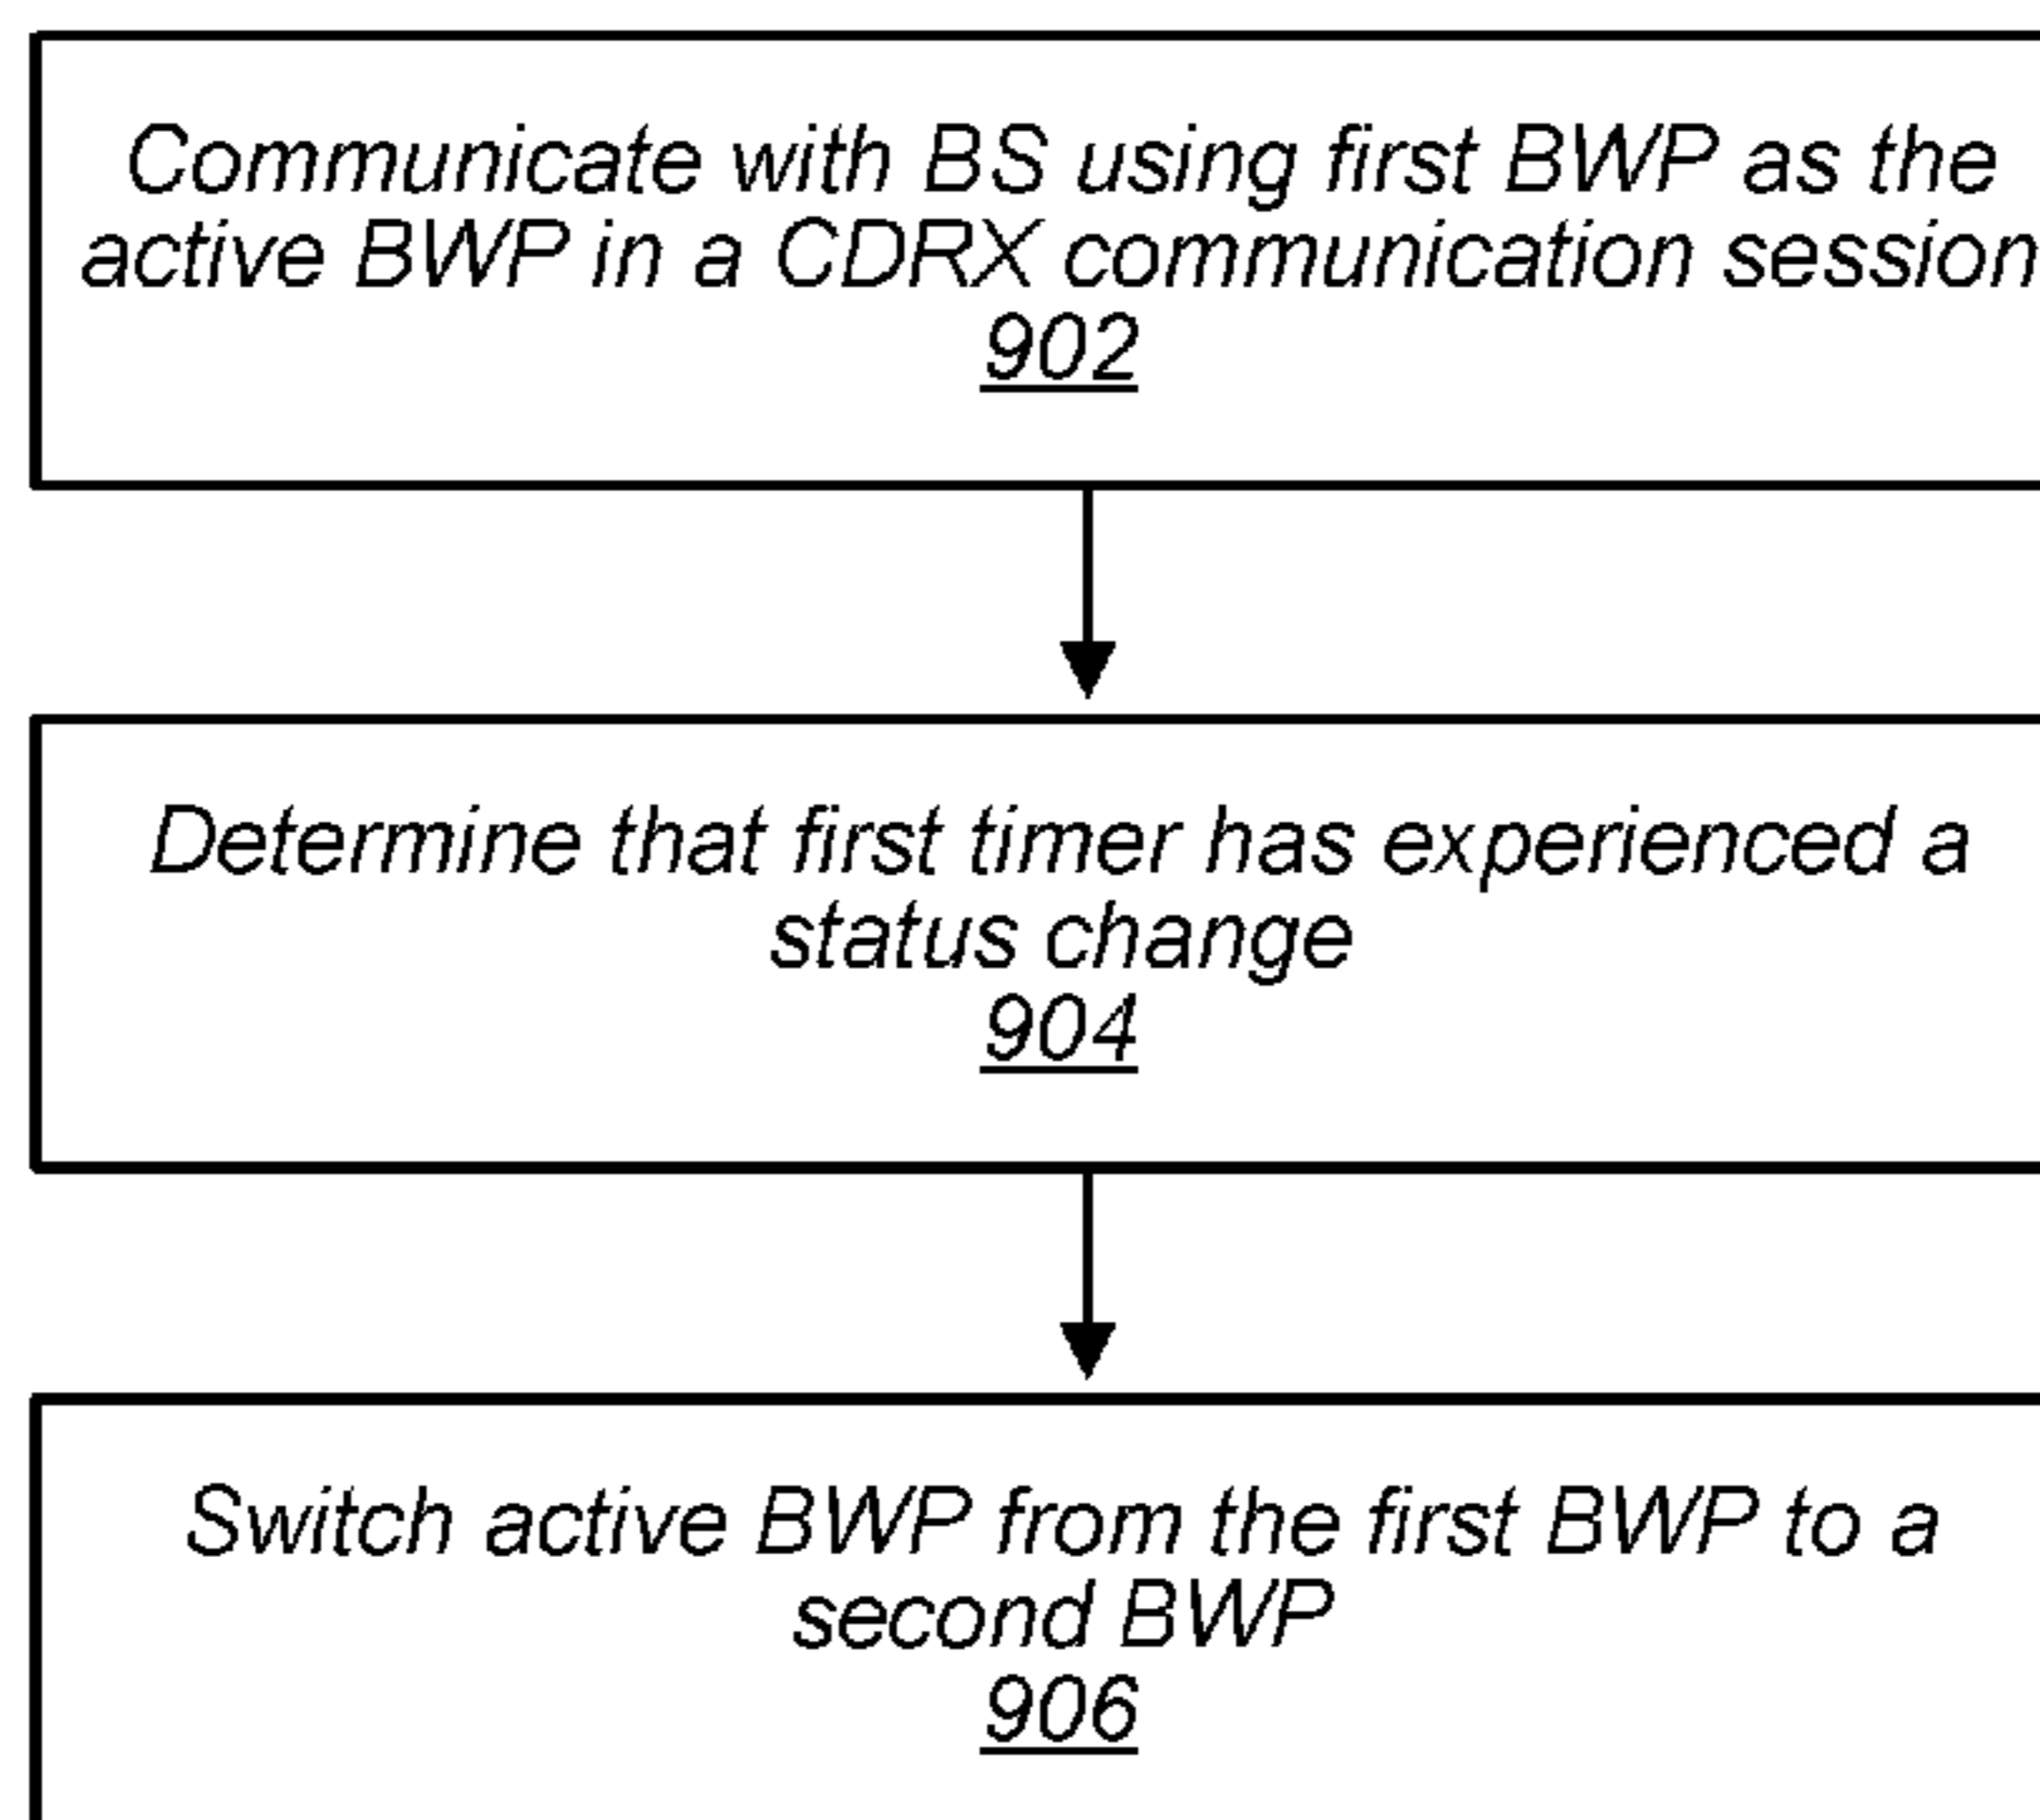 Communicate with BS using first BWP as the
active BWP in a CDRX communication session
902
Determine that first timer has experienced a
status change
904
Switch active BWP from the first BWP to a
second BWP
906